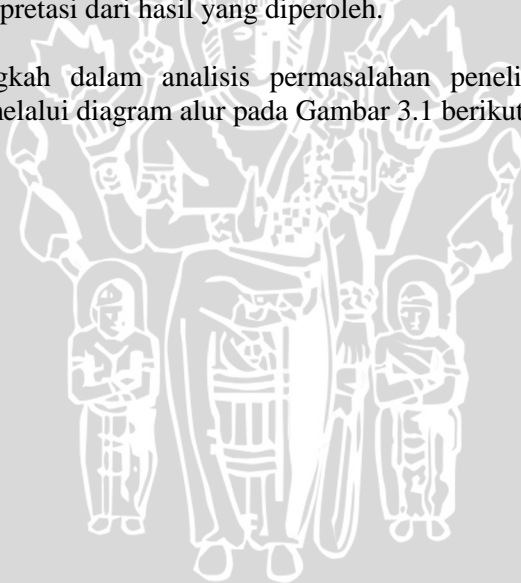 pretasi dari hasil yang diperoleh.
gkah dalam analisis permasalahan peneli
elalui diagram alur pada Gambar 3.1 berikut